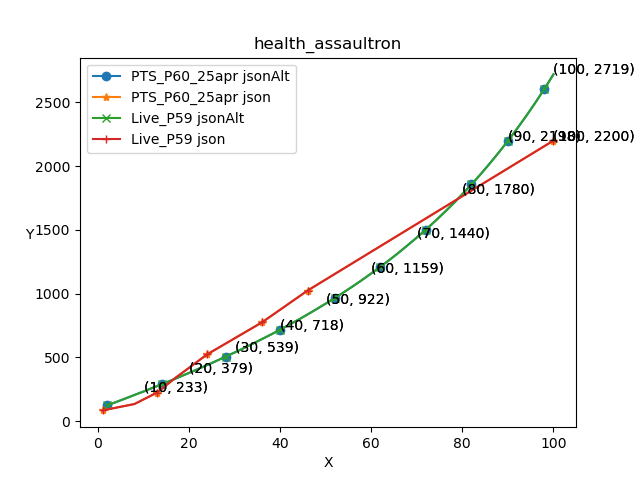 health_assaultron
PTS_P60_25apr jsonAlt
PTS_P60_25apr json
Live_P59 jsonAlt
Live_P59 json
(100, 2719)
(100, 2200)
(80, 1780)
(70, 1440)
(60, 1159)
(50, 922)
(40, 718)
(30, 539)
(20, 379)
(10, 233)
Y
2500
2000
1500
1000
500
0
0 20 40 60 80 100
X